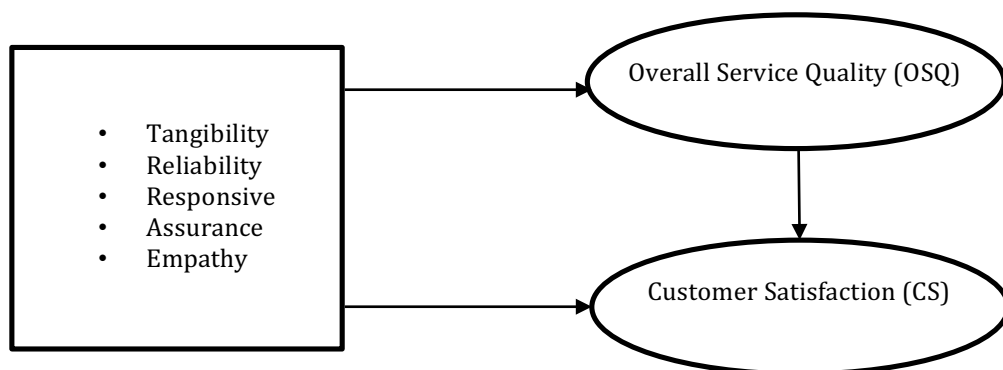 Overall Service Quality (OSQ)
• Tangibility
• Reliability
• Responsive
• Assurance
• Empathy
Customer Satisfaction (CS)